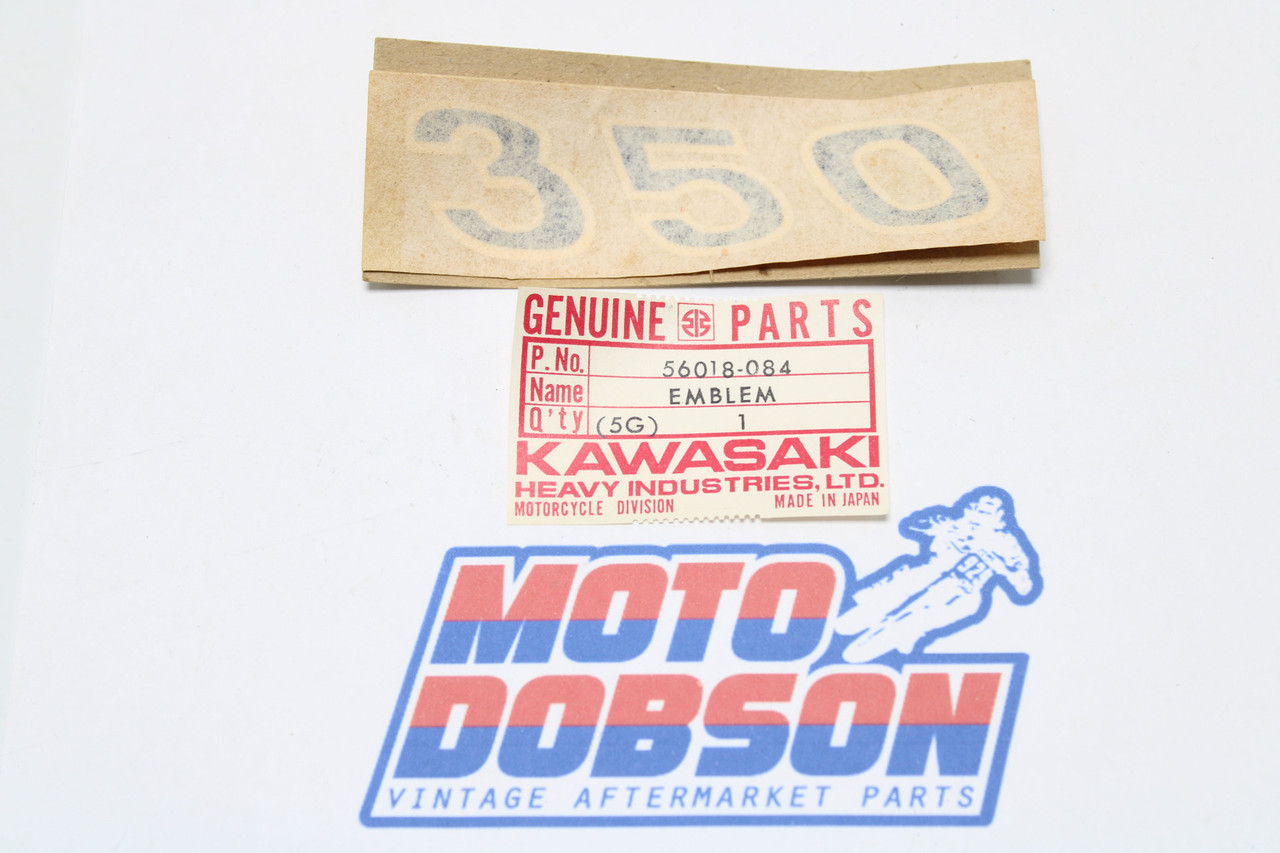 350
GENUINE PARTS
P. No. 56018-084
Name EMBLEM
Q'ty (5G) 1
KAWASAKI
HEAVY INDUSTRIES, LTD.
MOTORCYCLE DIVISION MADE IN JAPAN
MOTO
DOBSON
VINTAGE AFTERMARKET PARTS